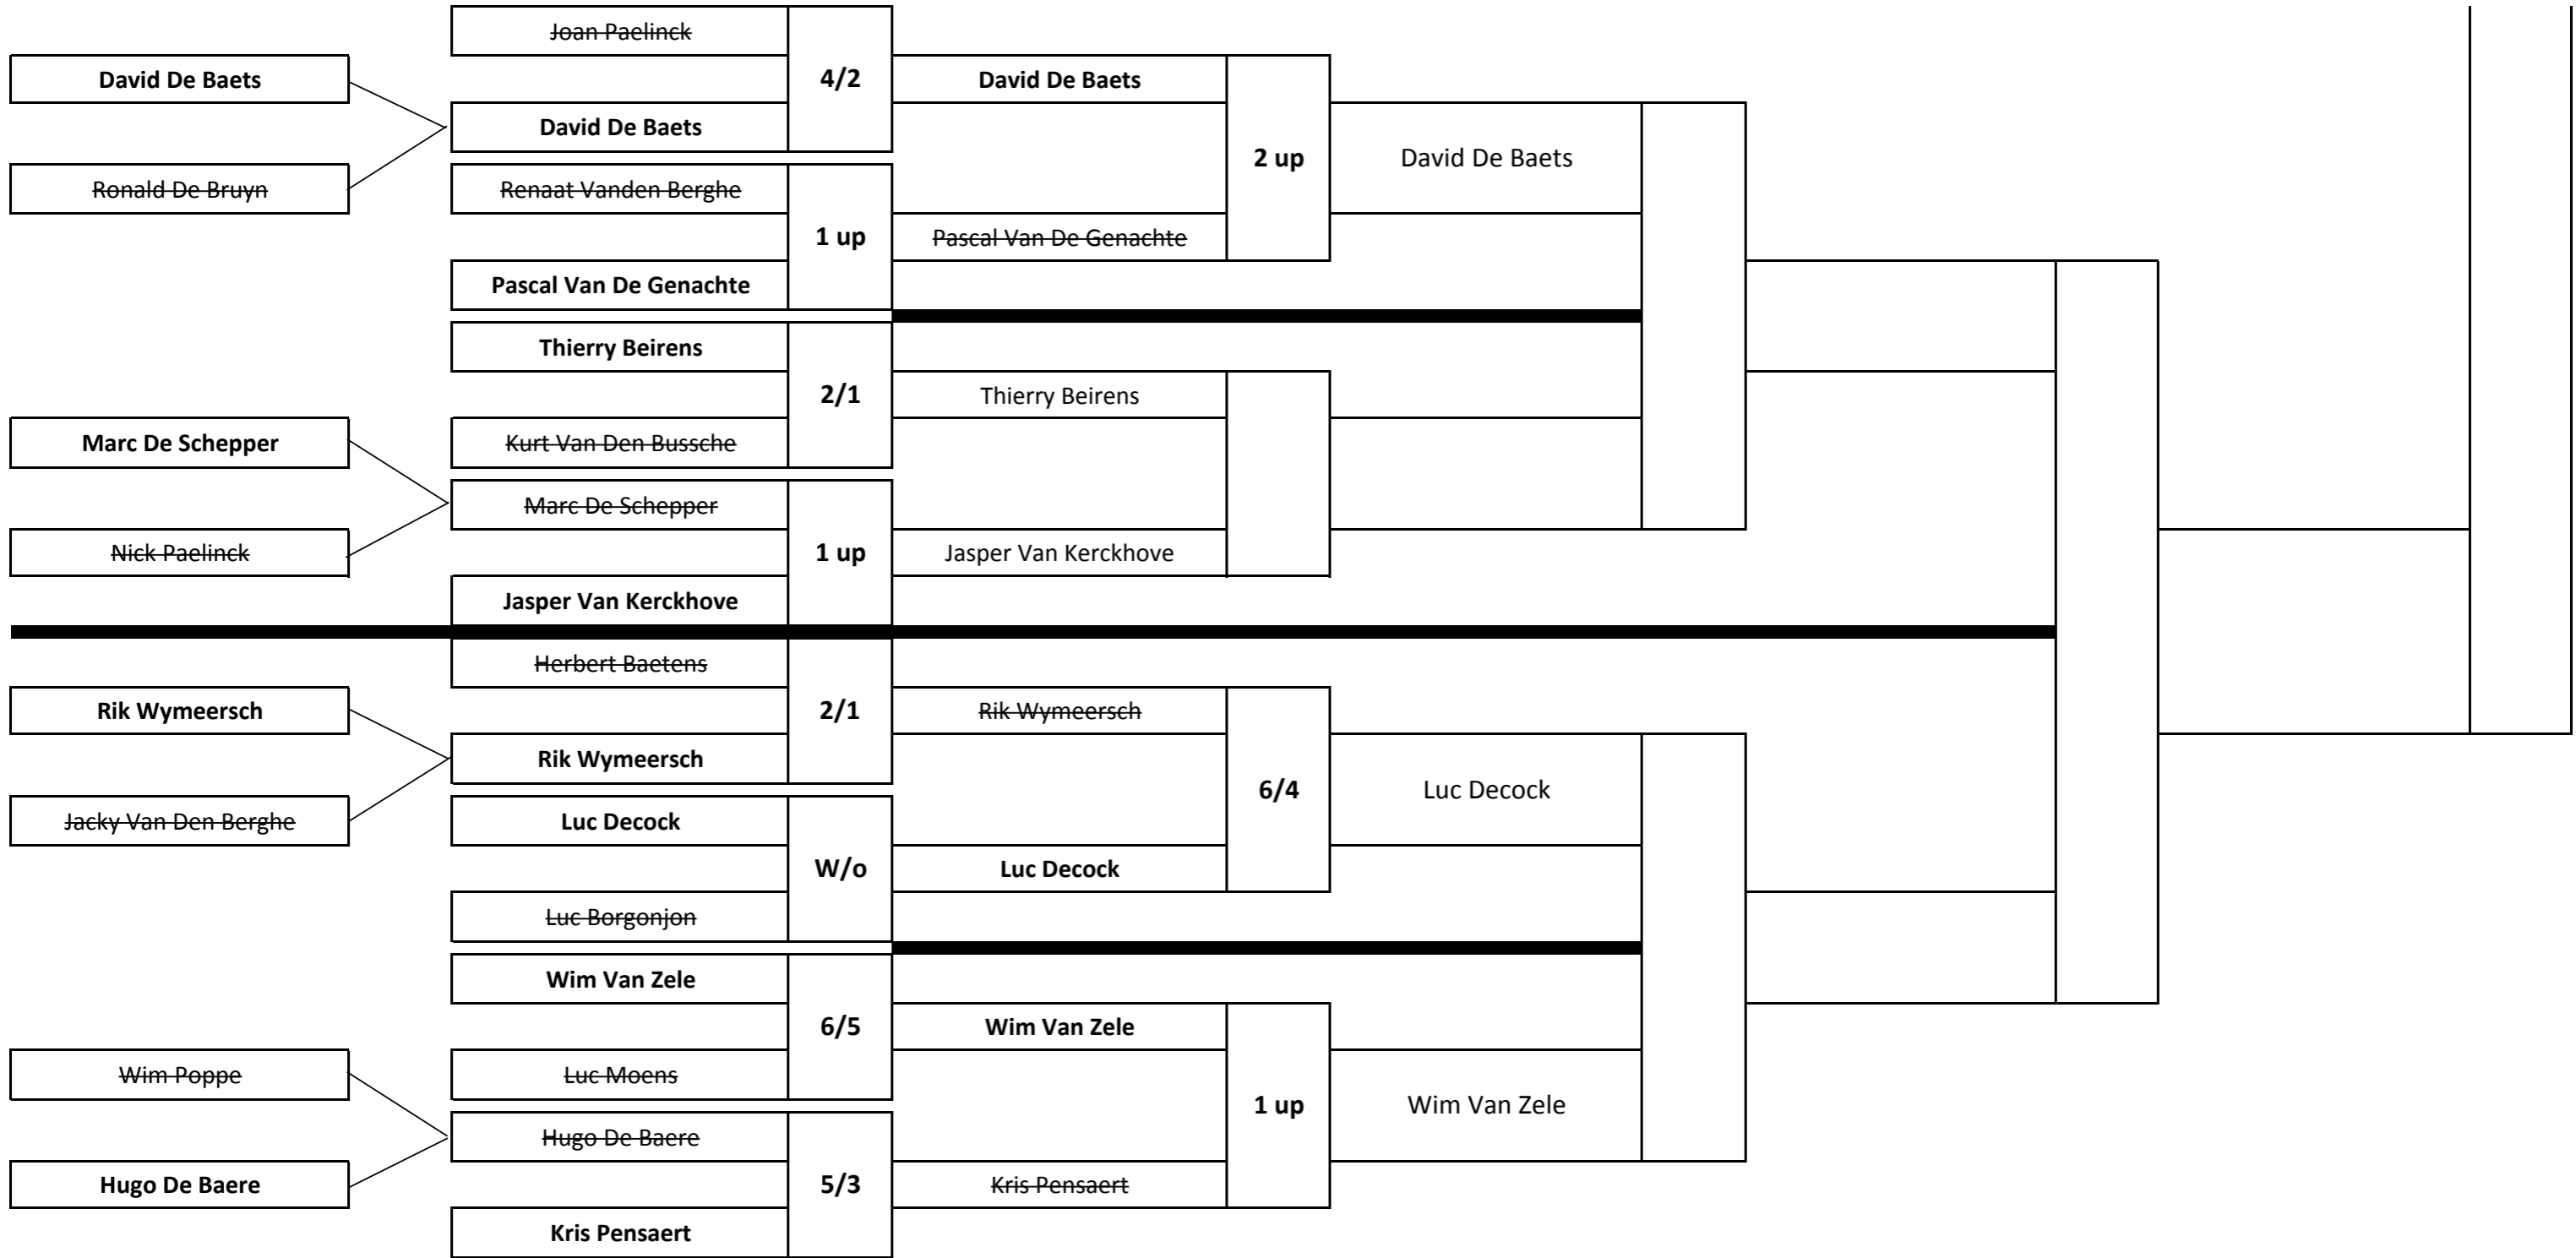 Joan Paelinck
David De Baets
4/2
David De Baets
David De Baets
2 up
David De Baets
Ronald De Bruyn
Renaat Vanden Berghe
1 up
Pascal Van De Genachte
Pascal Van De Genachte
Thierry Beirens
2/1
Thierry Beirens
Marc De Schepper
Kurt Van Den Bussche
Marc De Schepper
Nick Paelinck
1 up
Jasper Van Kerckhove
Jasper Van Kerckhove
Herbert Baetens
Rik Wymeersch
2/1
Rik Wymeersch
Rik Wymeersch
6/4
Luc Decock
Jacky Van Den Berghe
Luc Decock
W/o
Luc Decock
Luc Borgonjon
Wim Van Zele
6/5
Wim Van Zele
Wim Poppe
Luc Moens
1 up
Wim Van Zele
Hugo De Baere
Hugo De Baere
5/3
Kris Pensaert
Kris Pensaert